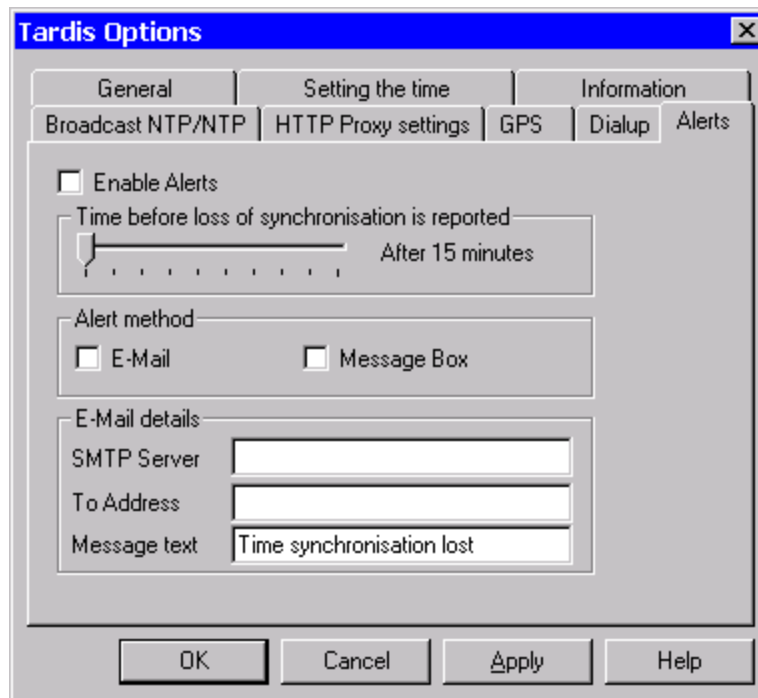 Tardis Options
General Setting the time Information
Broadcast NTP/NTP HTTP Proxy settings GPS Dialup Alerts
Enable Alerts
Time before loss of synchronisation is reported
After 15 minutes
Alert method
E-Mail Message Box
E-Mail details
SMTP Server
To Address
Message text Time synchronisation lost
OK Cancel Apply Help